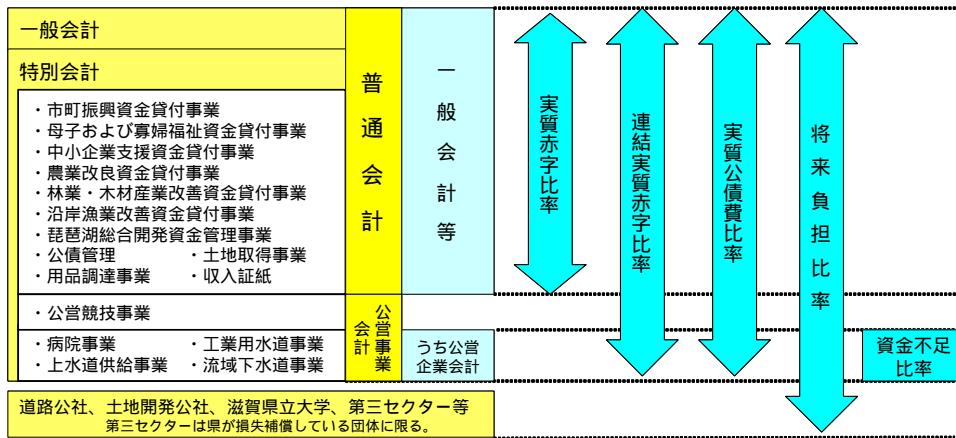 一般会計
特別会計
・市町振興資金貸付事業
・母子および寡婦福祉資金貸付事業
・中小企業支援資金貸付事業
・農業改良資金貸付事業
・林業・木材産業改善資金貸付事業
・沿岸漁業改善資金貸付事業
・琵琶湖総合開発資金管理事業
・公債管理 ・土地取得事業
・用品調達事業 ・収入証紙
・公営競技事業
・病院事業 ・工業用水道事業
・上水道供給事業 ・流域下水道事業
普通会計
公営事業
会計
一般会計等
うち公営
企業会計
実質赤字比率
連結実質赤字比率
実質公債費比率
将来負担比率
資金不足
比率
道路公社、土地開発公社、滋賀県立大学、第三セクター等
第三セクターは県が損失補償している団体に限る。